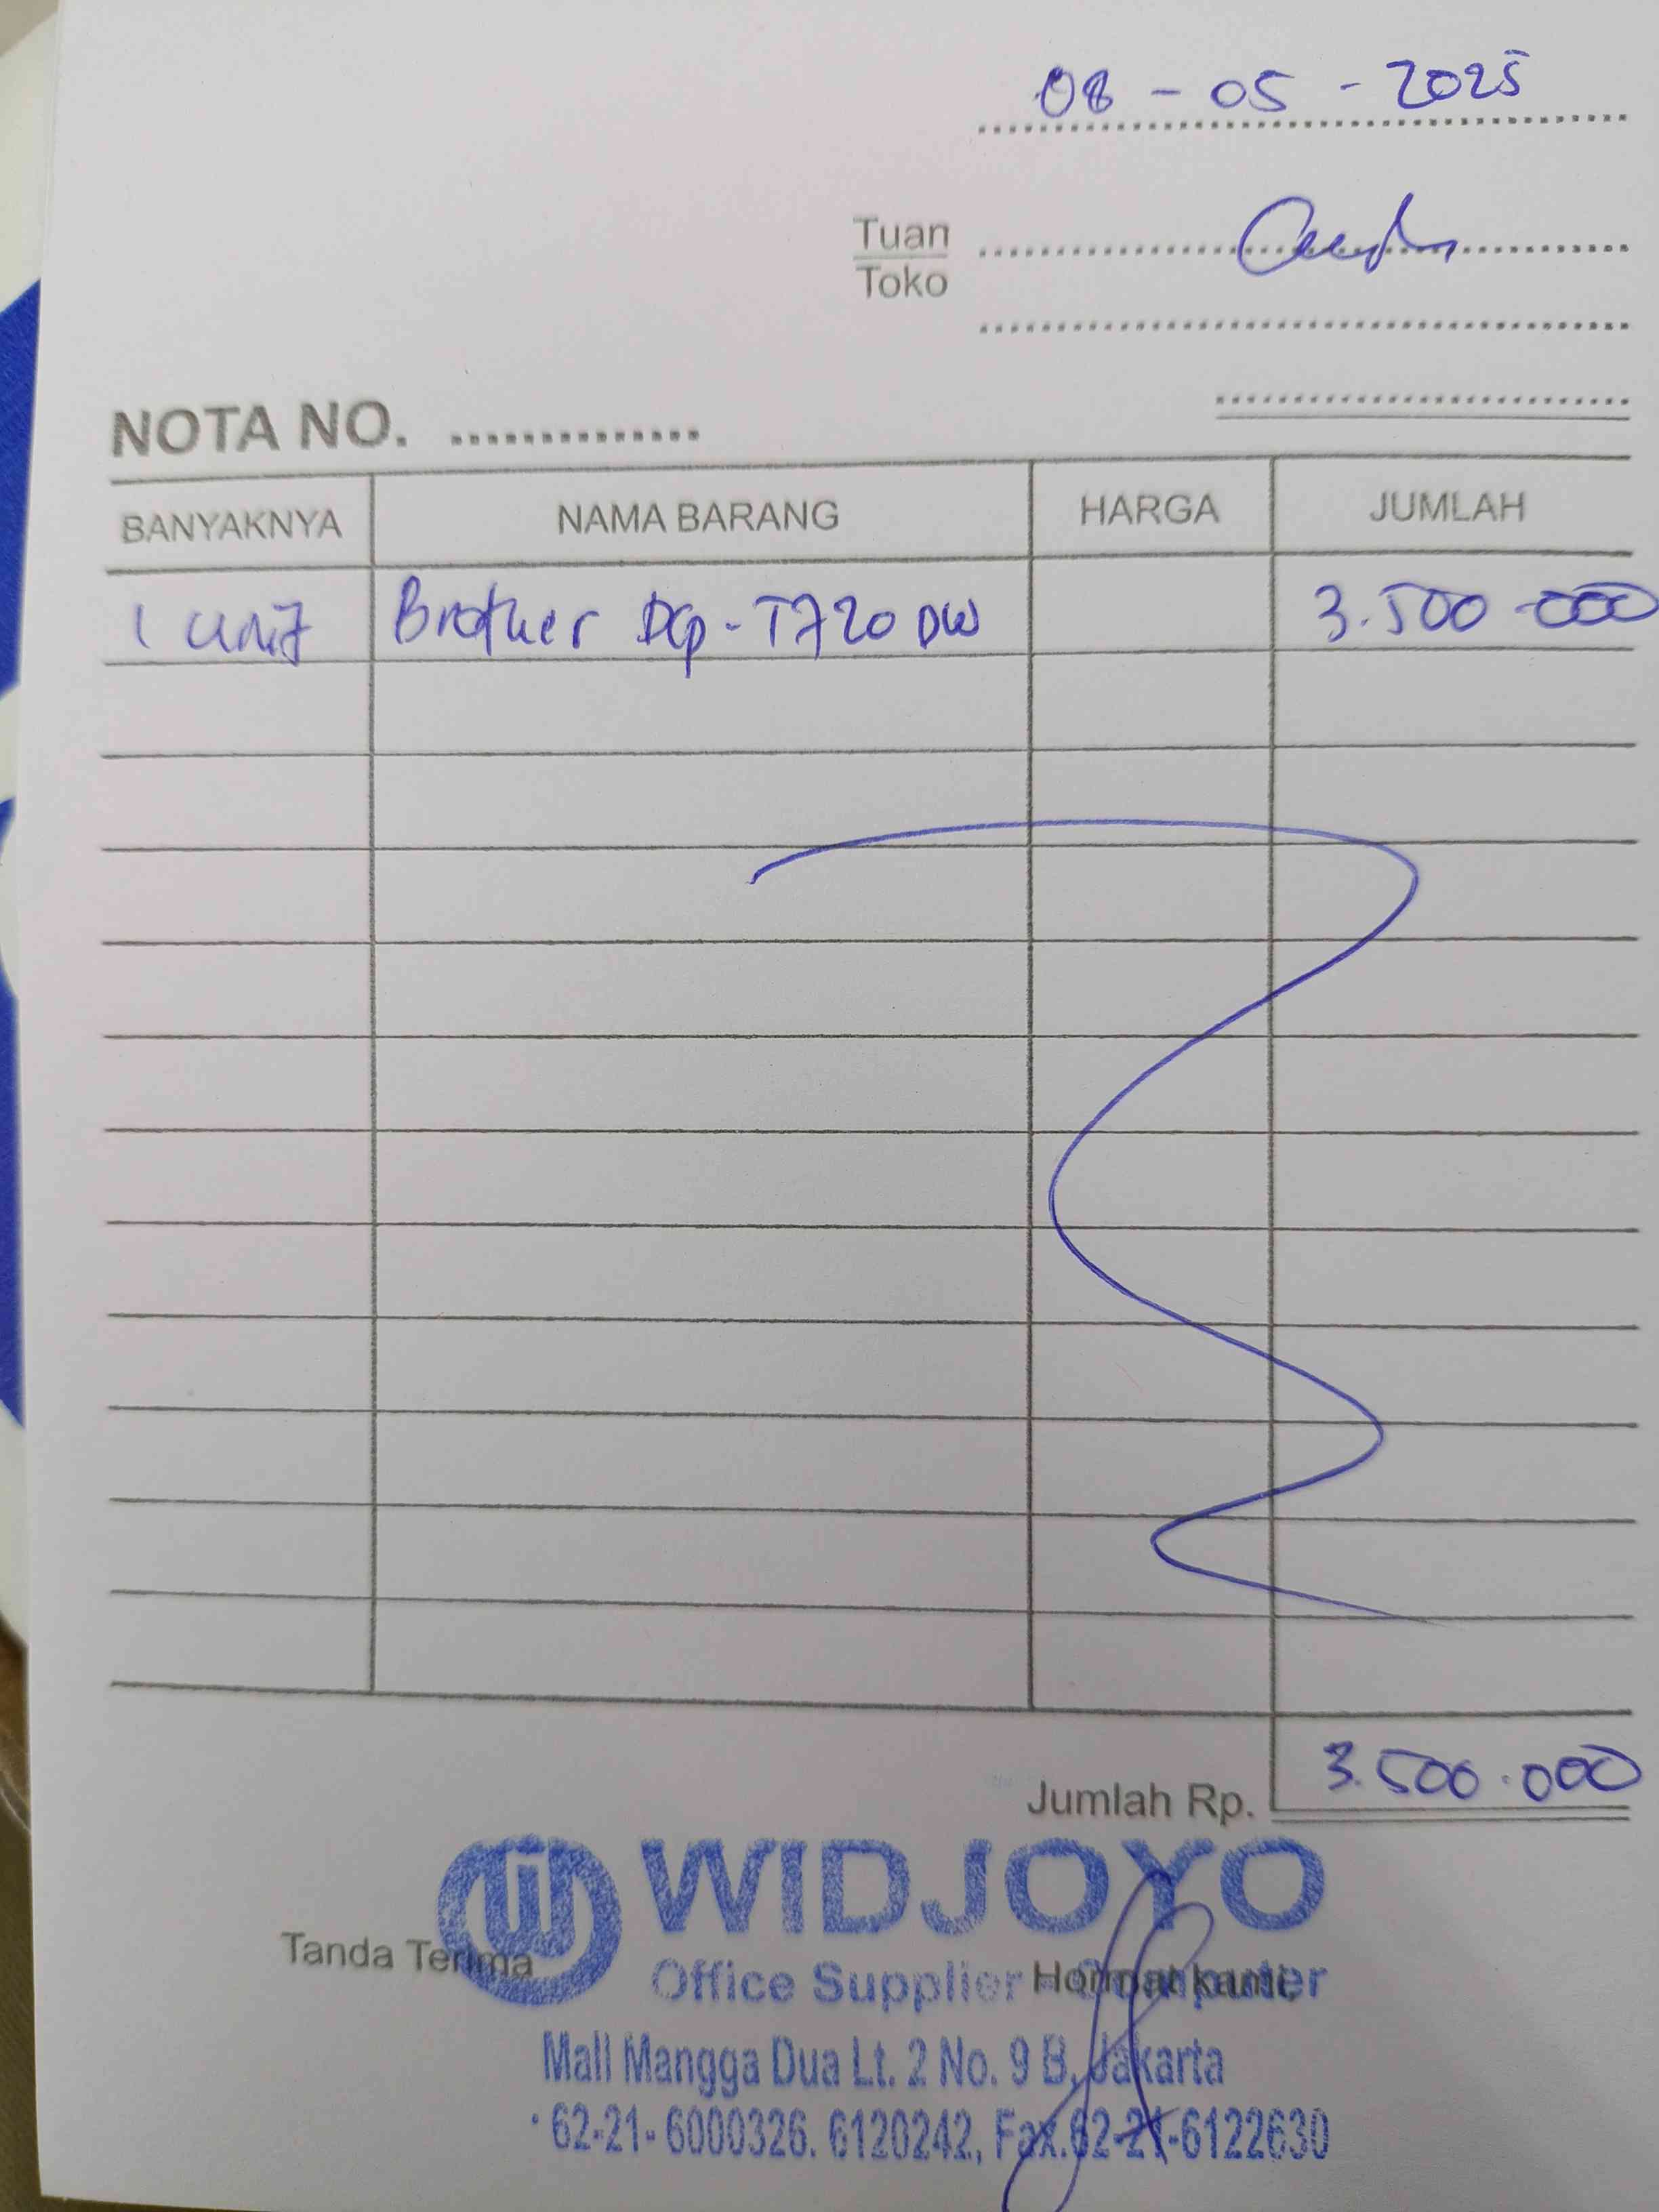 08 - 05 - 2025
Tuan
Toko
NOTA NO. ..............
BANYAKNYA NAMA BARANG HARGA JUMLAH
1 unit Brother DCP-T720DW 3.500.000
Jumlah Rp. 3.500.000
WIDJOYO
Tanda Terima Hormat kami,
Office Supplier - Computer
Mall Mangga Dua Lt. 2 No. 9 B, Jakarta
62-21- 6000326. 6120242, Fax.62-21-6122630